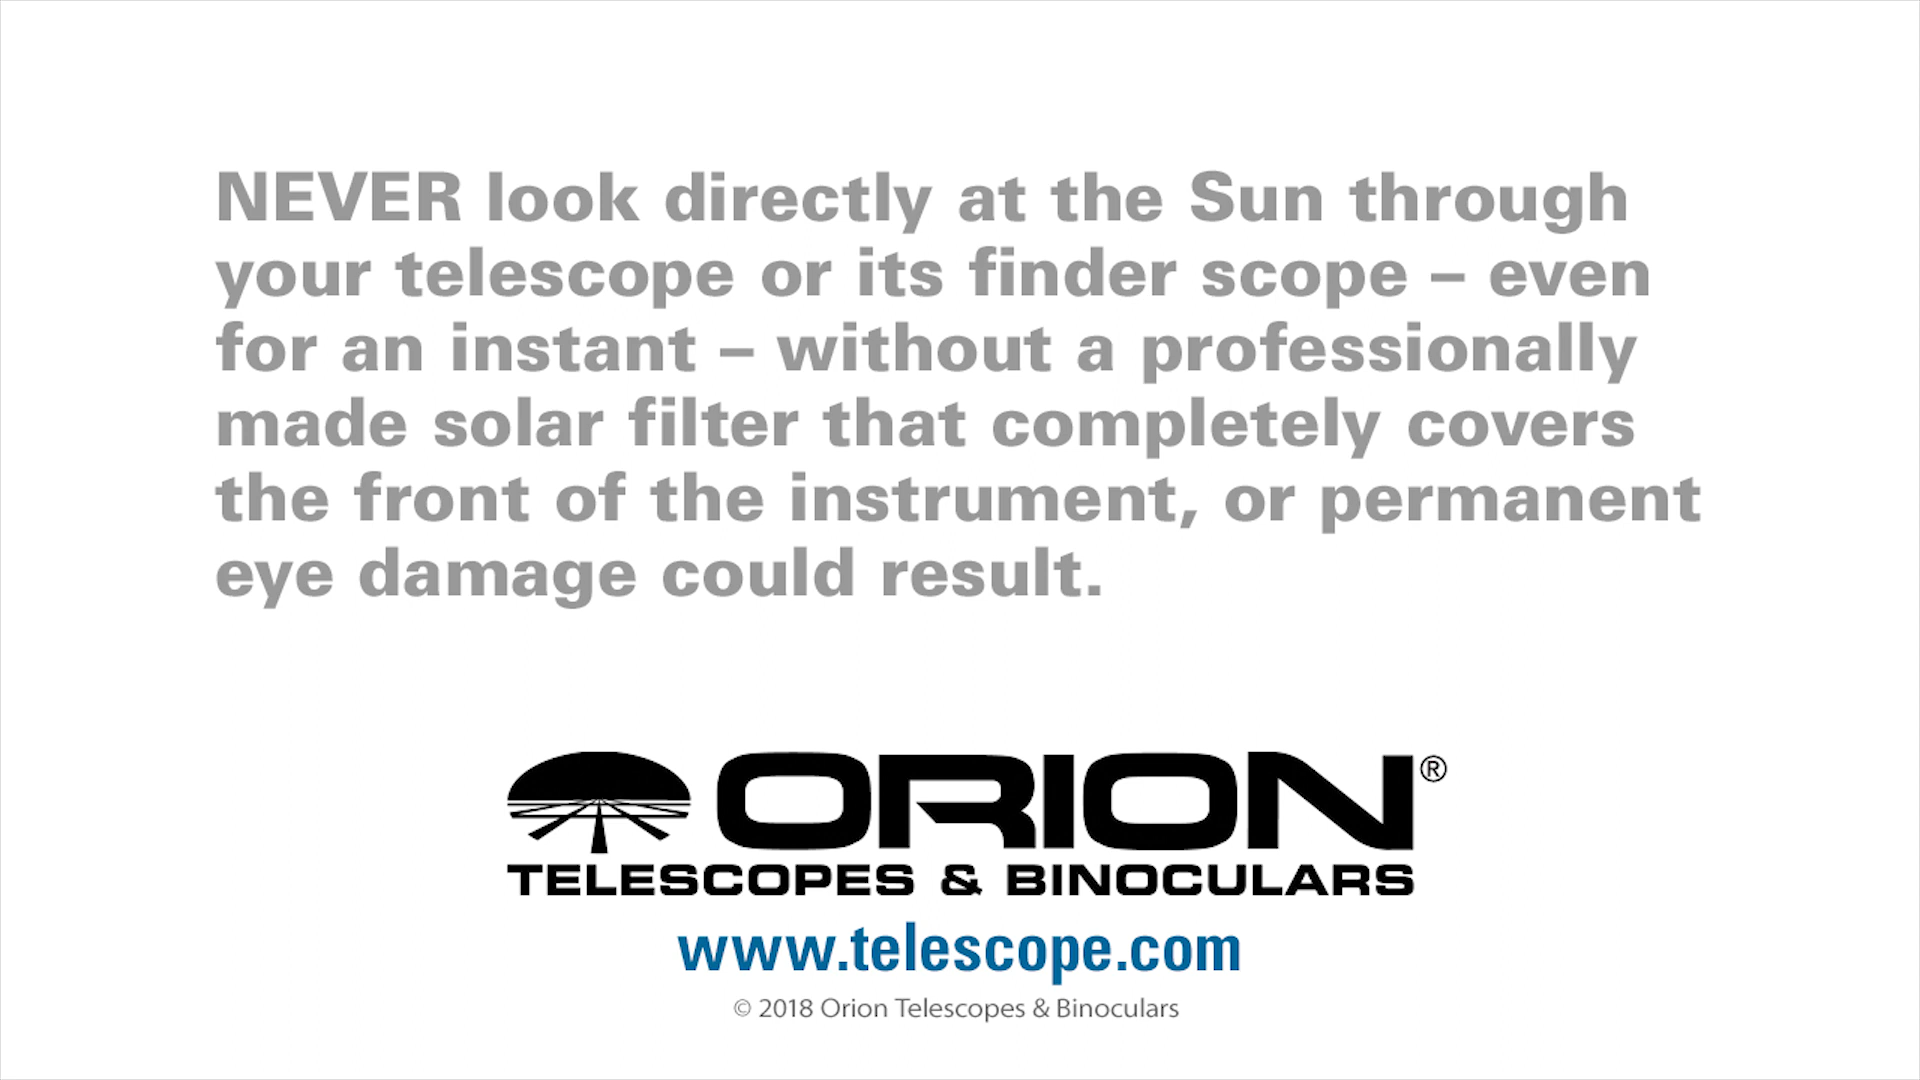 NEVER look directly at the Sun through
your telescope or its finder scope – even
for an instant – without a professionally
made solar filter that completely covers
the front of the instrument, or permanent
eye damage could result.
ORION®
TELESCOPES & BINOCULARS
www.telescope.com
© 2018 Orion Telescopes & Binoculars